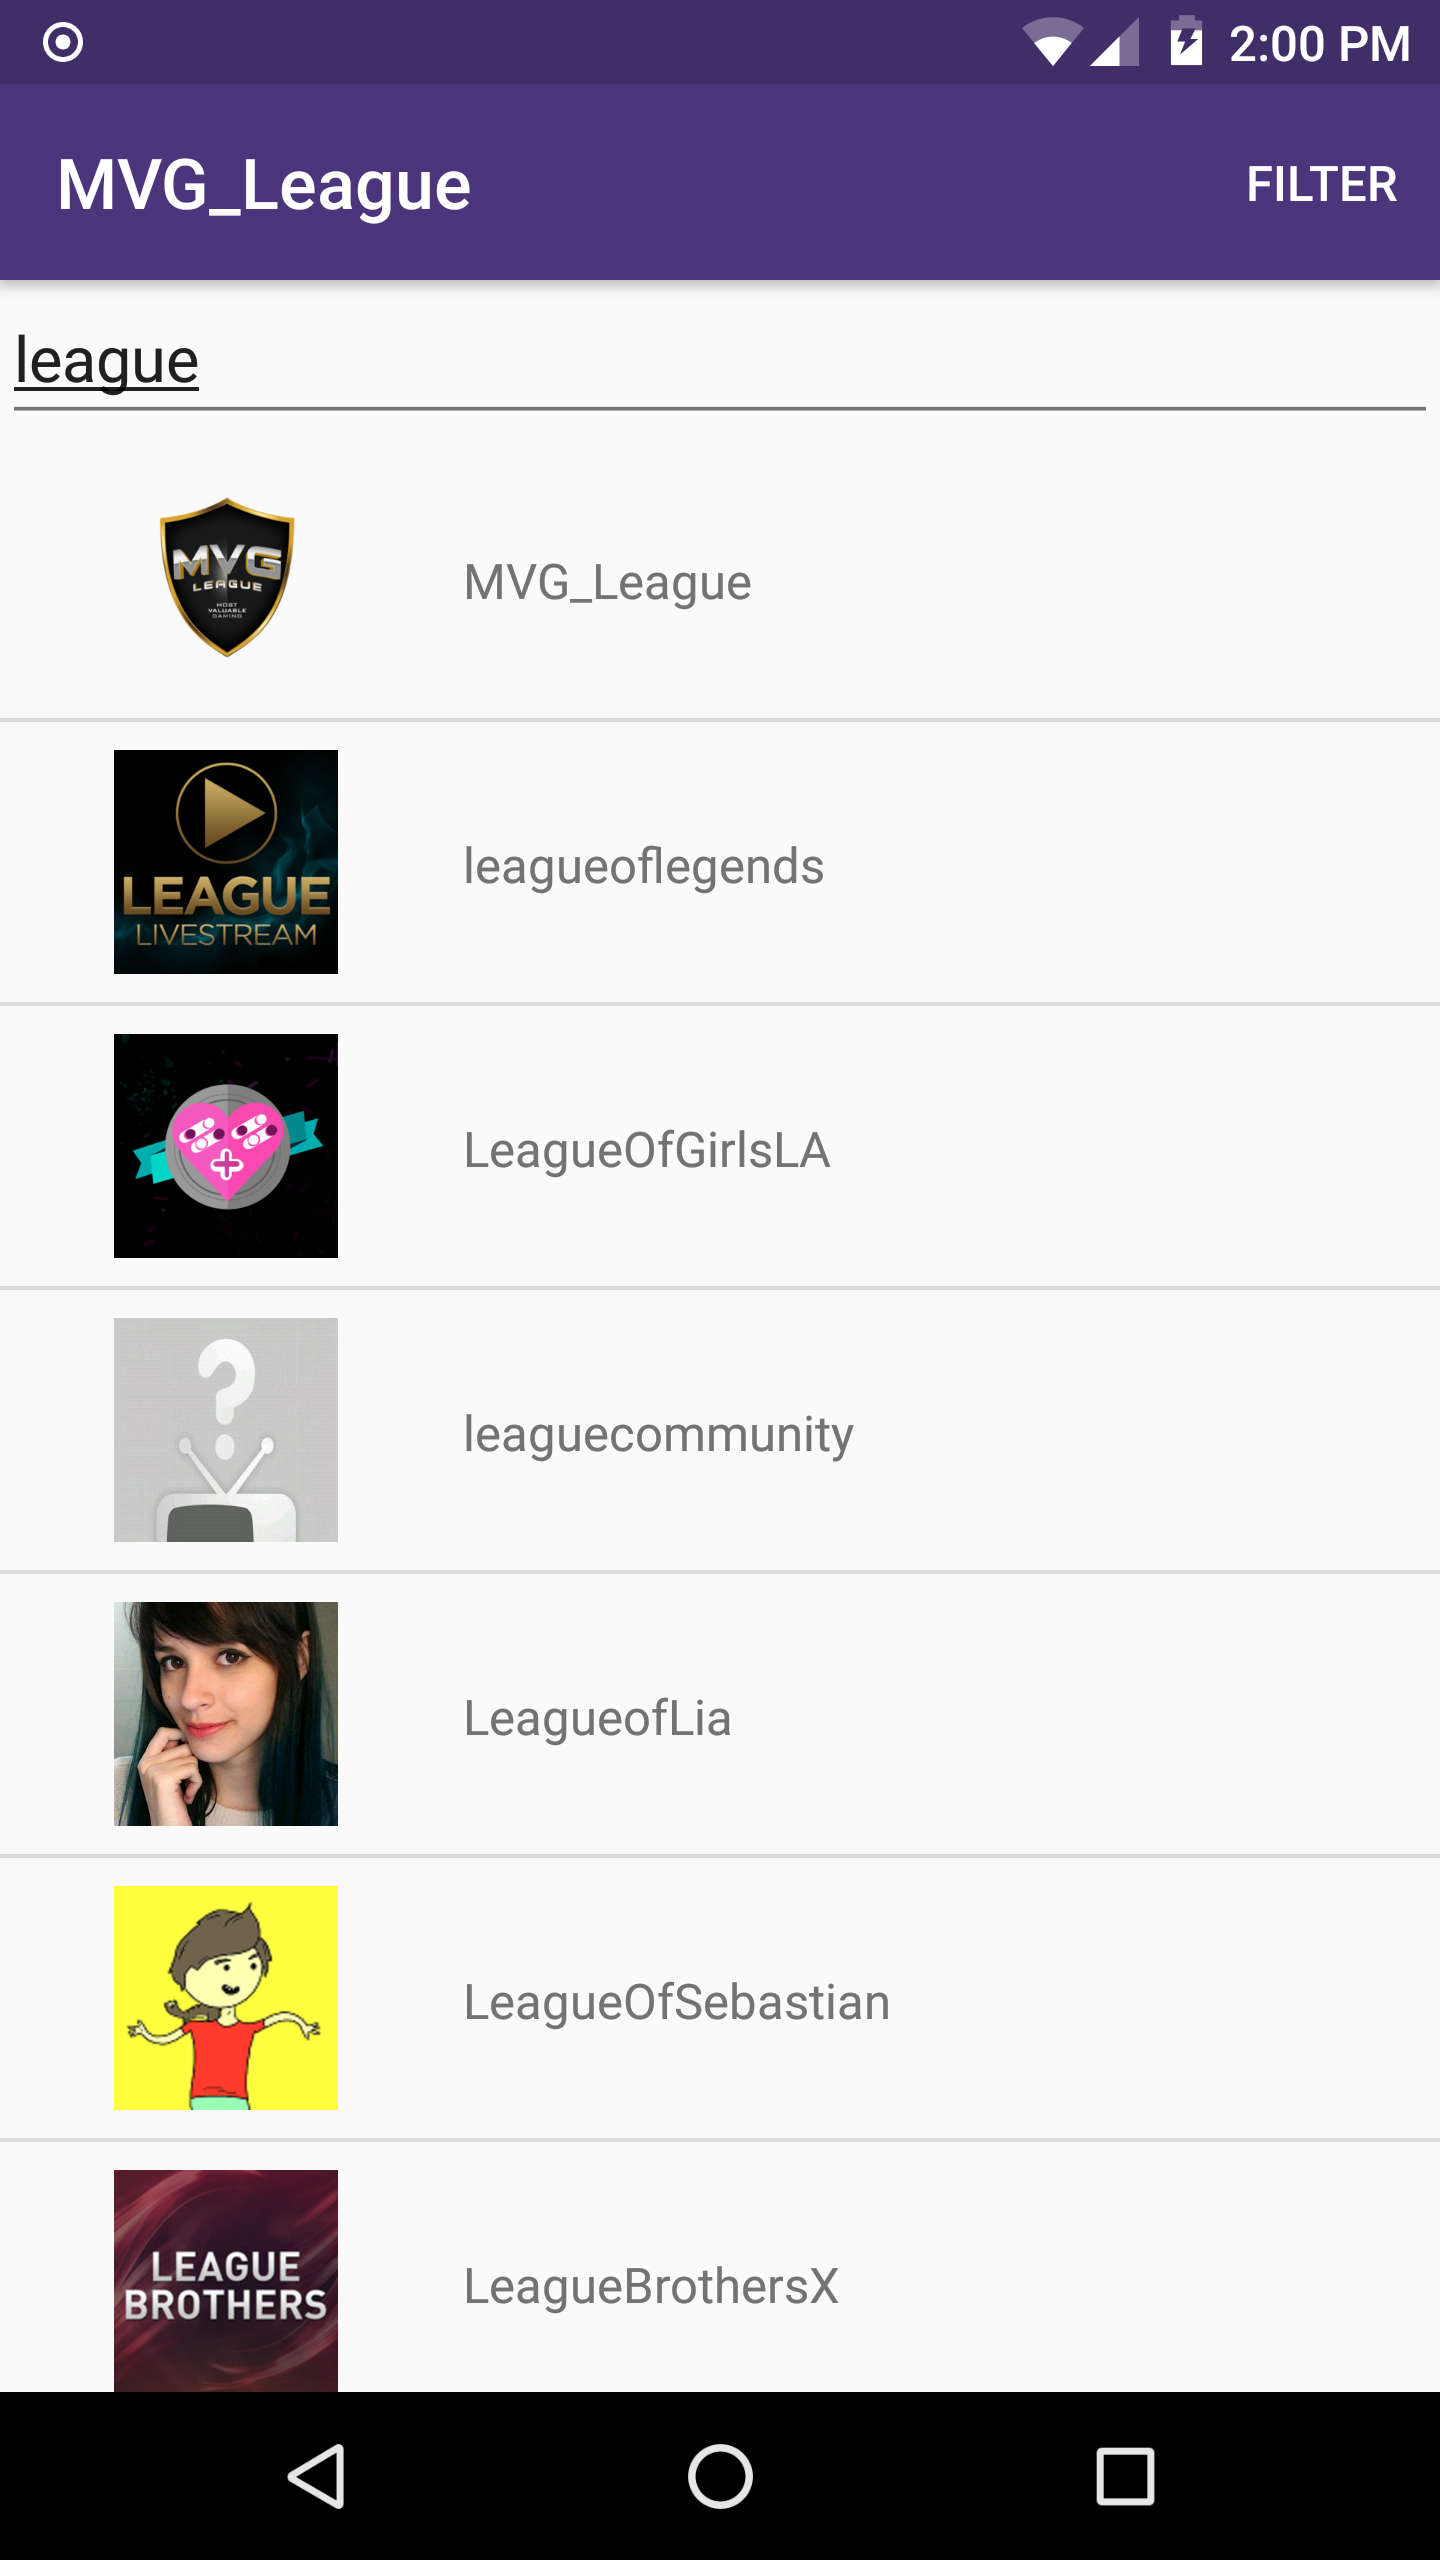 2:00 PM
MVG_League
FILTER
league
MVG
LEAGUE
MOST
VALUABLE
GAMING
MVG_League
LEAGUE
LIVESTREAM
leagueoflegends
LeagueOfGirlsLA
?
leaguecommunity
LeagueofLia
LeagueOfSebastian
LEAGUE
BROTHERS
LeagueBrothersX